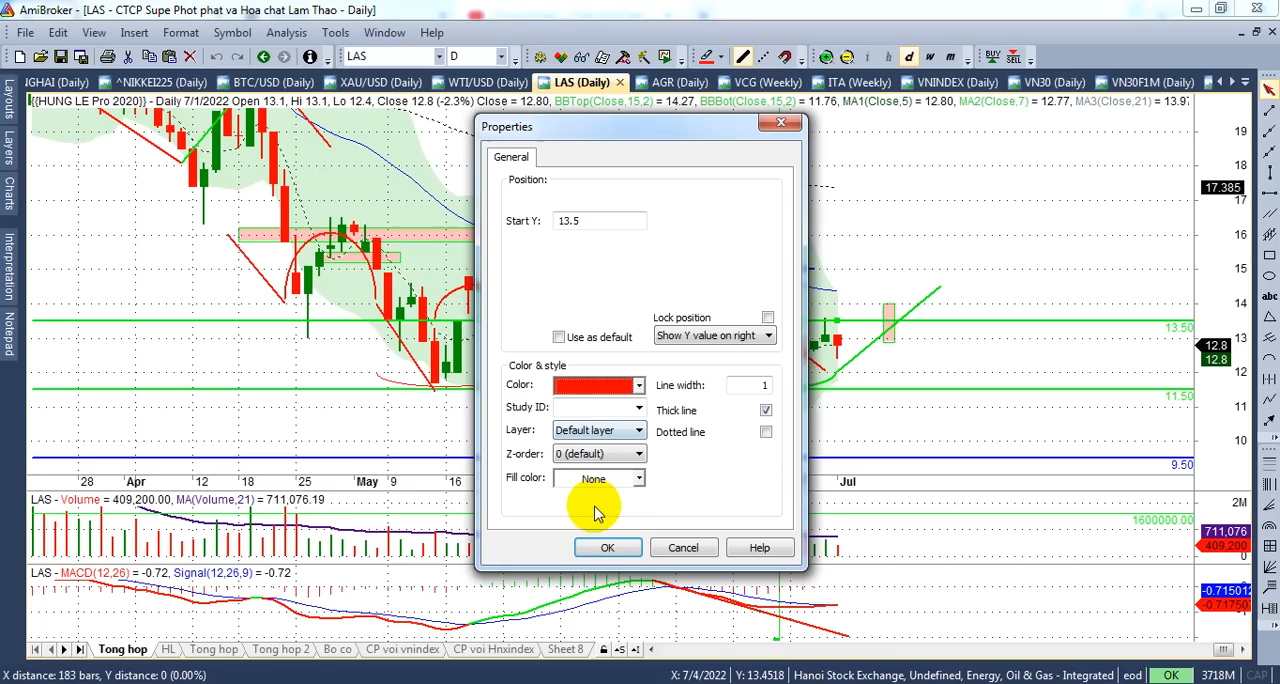 AmiBroker - [LAS - CTCP Supe Phot phat va Hoa chat Lam Thao - Daily]
File Edit View Insert Format Symbol Analysis Tools Window Help
LAS D i h d w m BUY SELL
IGHAI (Daily) ^NIKKEI225 (Daily) BTC/USD (Daily) XAU/USD (Daily) WTI/USD (Daily) LAS (Daily) AGR (Daily) VCG (Weekly) ITA (Weekly) VNINDEX (Daily) VN30 (Daily) VN30F1M (Daily)
{{HUNG LE Pro 2020}} - Daily 7/1/2022 Open 13.1, Hi 13.1, Lo 12.4, Close 12.8 (-2.3%) Close = 12.80, BBTop(Close,15,2) = 14.27, BBBot(Close,15,2) = 11.76, MA1(Close,5) = 12.80, MA2(Close,7) = 12.77, MA3(Close,21) = 13.97
Layouts
Layers
Charts
Interpretation
Notepad
Properties
General
Position:
Start Y: 13.5
Lock position
Use as default Show Y value on right
Color & style
Color: Line width: 1
Study ID: Thick line
Layer: Default layer Dotted line
Z-order: 0 (default)
Fill color: None
OK Cancel Help
19
18
17.385
17
16
15
14
13.50
13
12.8
12.8
12
11.50
11
10
9.50
abc
28 Apr 11 18 25 May 9 16 Jul
LAS - Volume = 409,200.00, MA(Volume,21) = 711,076.19
2M
1600000.00
711,076
409,200
0
LAS - MACD(12,26) = -0.72, Signal(12,26,9) = -0.72
-0.715012
-0.71750
Tong hop HL Tong hop Tong hop 2 Bo co CP voi vnindex CP voi Hnxindex Sheet 8
X distance: 183 bars, Y distance: 0 (0.00%) X: 7/4/2022 Y: 13.4518 Hanoi Stock Exchange, Undefined, Energy, Oil & Gas - Integrated eod OK 3718M CAP